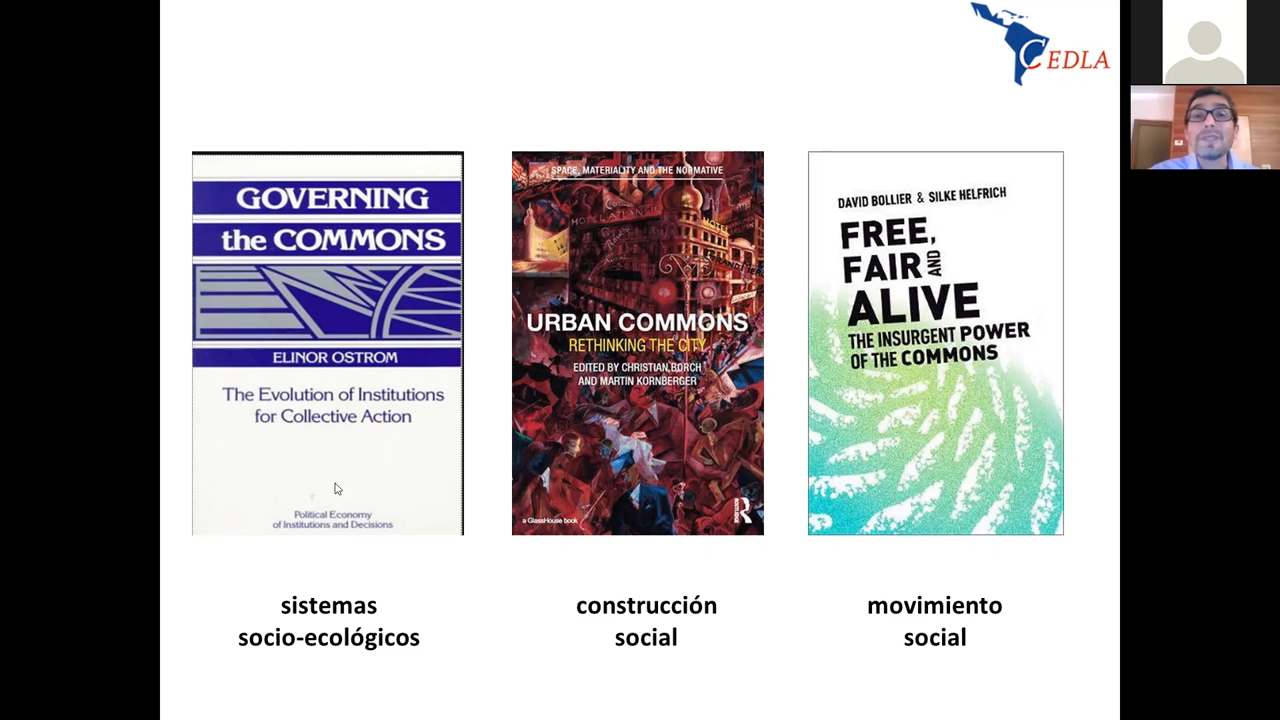 CEDLA
GOVERNING
the COMMONS
ELINOR OSTROM
The Evolution of Institutions
for Collective Action
Political Economy
of Institutions and Decisions
SPACE, MATERIALITY AND THE NORMATIVE
HOTEL
URBAN COMMONS
RETHINKING THE CITY
EDITED BY CHRISTIAN BORCH
AND MARTIN KORNBERGER
a GlassHouse book
ROUTLEDGE
DAVID BOLLIER & SILKE HELFRICH
FREE,
FAIR AND
ALIVE
THE INSURGENT POWER
OF THE COMMONS
sistemas
socio-ecológicos
construcción
social
movimiento
social